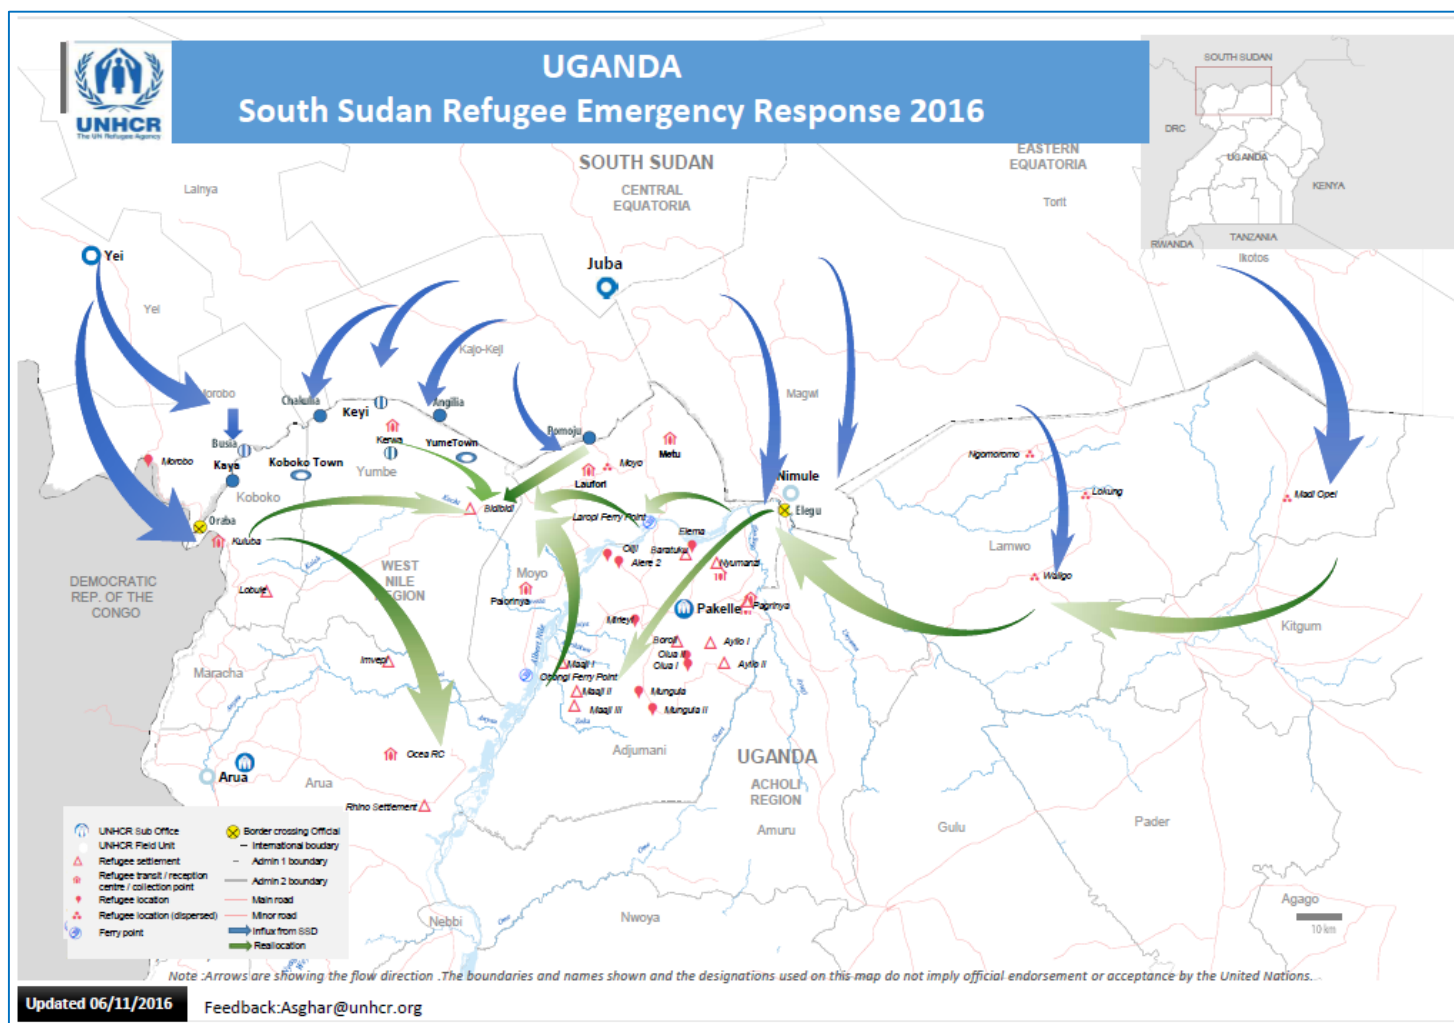 UGANDA
South Sudan Refugee Emergency Response 2016
UNHCR
The UN Refugee Agency
SOUTH SUDAN
DRC
UGANDA
KENYA
RWANDA
TANZANIA
SOUTH SUDAN
CENTRAL
EQUATORIA
EASTERN
EQUATORIA
Lainya
Torit
Ikotos
Yei
Juba
Yei
Kajo-Keji
Magwi
Morobo
Chakulia
Keyi
Angilia
Busia
Kerwa
YumeTown
Romoju
Metu
Morobo
Kaya
Koboko Town
Yumbe
Laufori
Moyo
Nimule
Ngomoromo
Koboko
Lokung
Madi Opei
Oraba
Kochi
Bidibidi
Laropi Ferry Point
Elegu
Kuluba
Elema
Lamwo
Baratuku
Olji
Alere 2
Nyumanzi
DEMOCRATIC
REP. OF THE
CONGO
WEST
NILE
REGION
Moyo
Waligo
Lobule
Palorinya
Pakelle
Pagrinya
Mirieyi
Kitgum
Boroli
Ayilo I
Olua II
Olua I
Ayilo II
Maracha
Imvepi
Albert Nile
Maaji I
Obongi Ferry Point
Maaji II
Maaji III
Mungula
Mungula II
Adjumani
Ocea RC
UGANDA
ACHOLI
REGION
Arua
Arua
Rhino Settlement
Amuru
Gulu
Pader
Nebbi
Nwoya
Agago
10 km
UNHCR Sub Office
UNHCR Field Unit
Refugee settlement
Refugee transit / reception
centre / collection point
Refugee location
Refugee location (dispersed)
Ferry point
Border crossing Official
International boudary
Admin 1 boundary
Admin 2 boundary
Main road
Minor road
Influx from SSD
Reallocation
Note :Arrows are showing the flow direction .The boundaries and names shown and the designations used on this map do not imply official endorsement or acceptance by the United Nations.
Updated 06/11/2016
Feedback:Asghar@unhcr.org